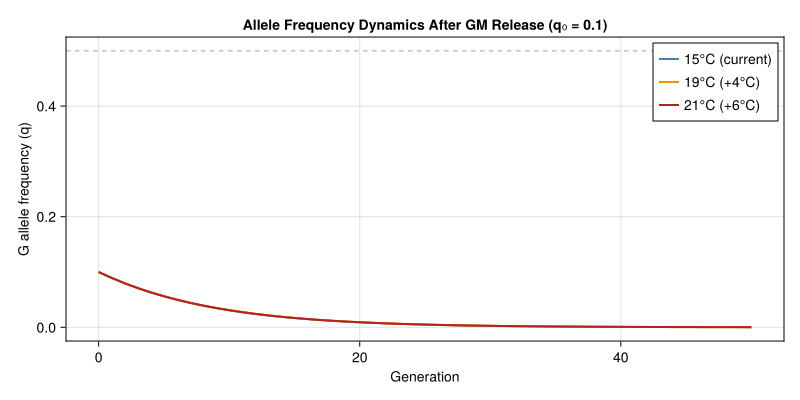 Allele Frequency Dynamics After GM Release (q₀ = 0.1)
15°C (current)
19°C (+4°C)
21°C (+6°C)
G allele frequency (q)
0.4
0.2
0.0
0
20
40
Generation